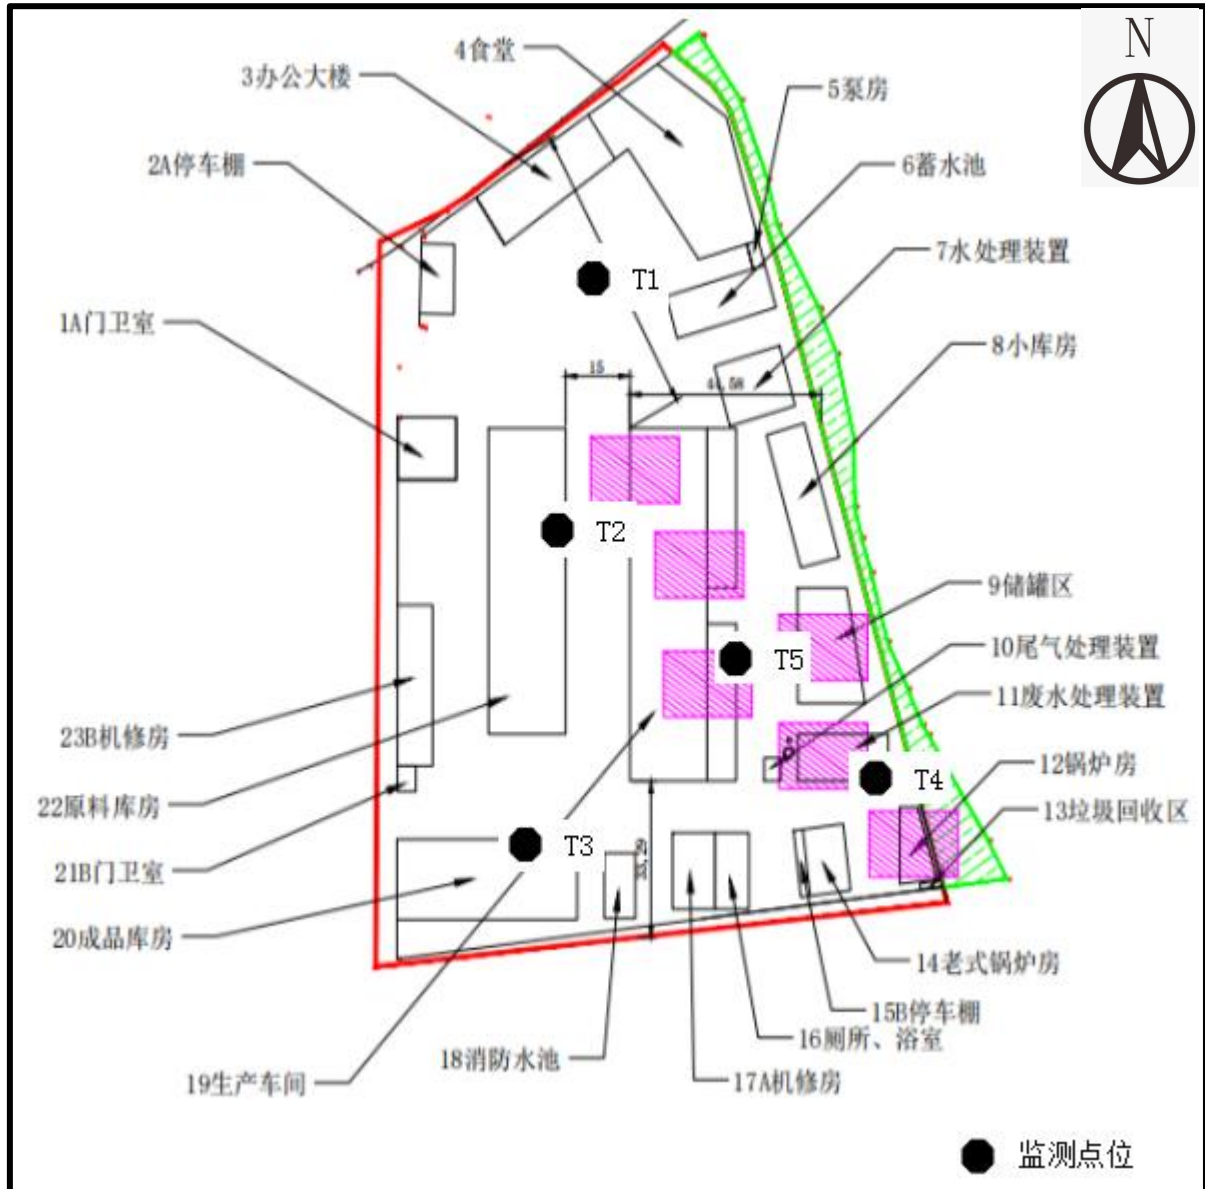 N
4食堂
3办公大楼
5泵房
2A停车棚
6蓄水池
7水处理装置
T1
1A门卫室
8小库房
15
44,58
T2
9储罐区
10尾气处理装置
T5
11废水处理装置
23B机修房
12锅炉房
T4
22原料库房
13垃圾回收区
T3
21B门卫室
33,29
20成品库房
14老式锅炉房
15B停车棚
16厕所、浴室
18消防水池
19生产车间
17A机修房
监测点位